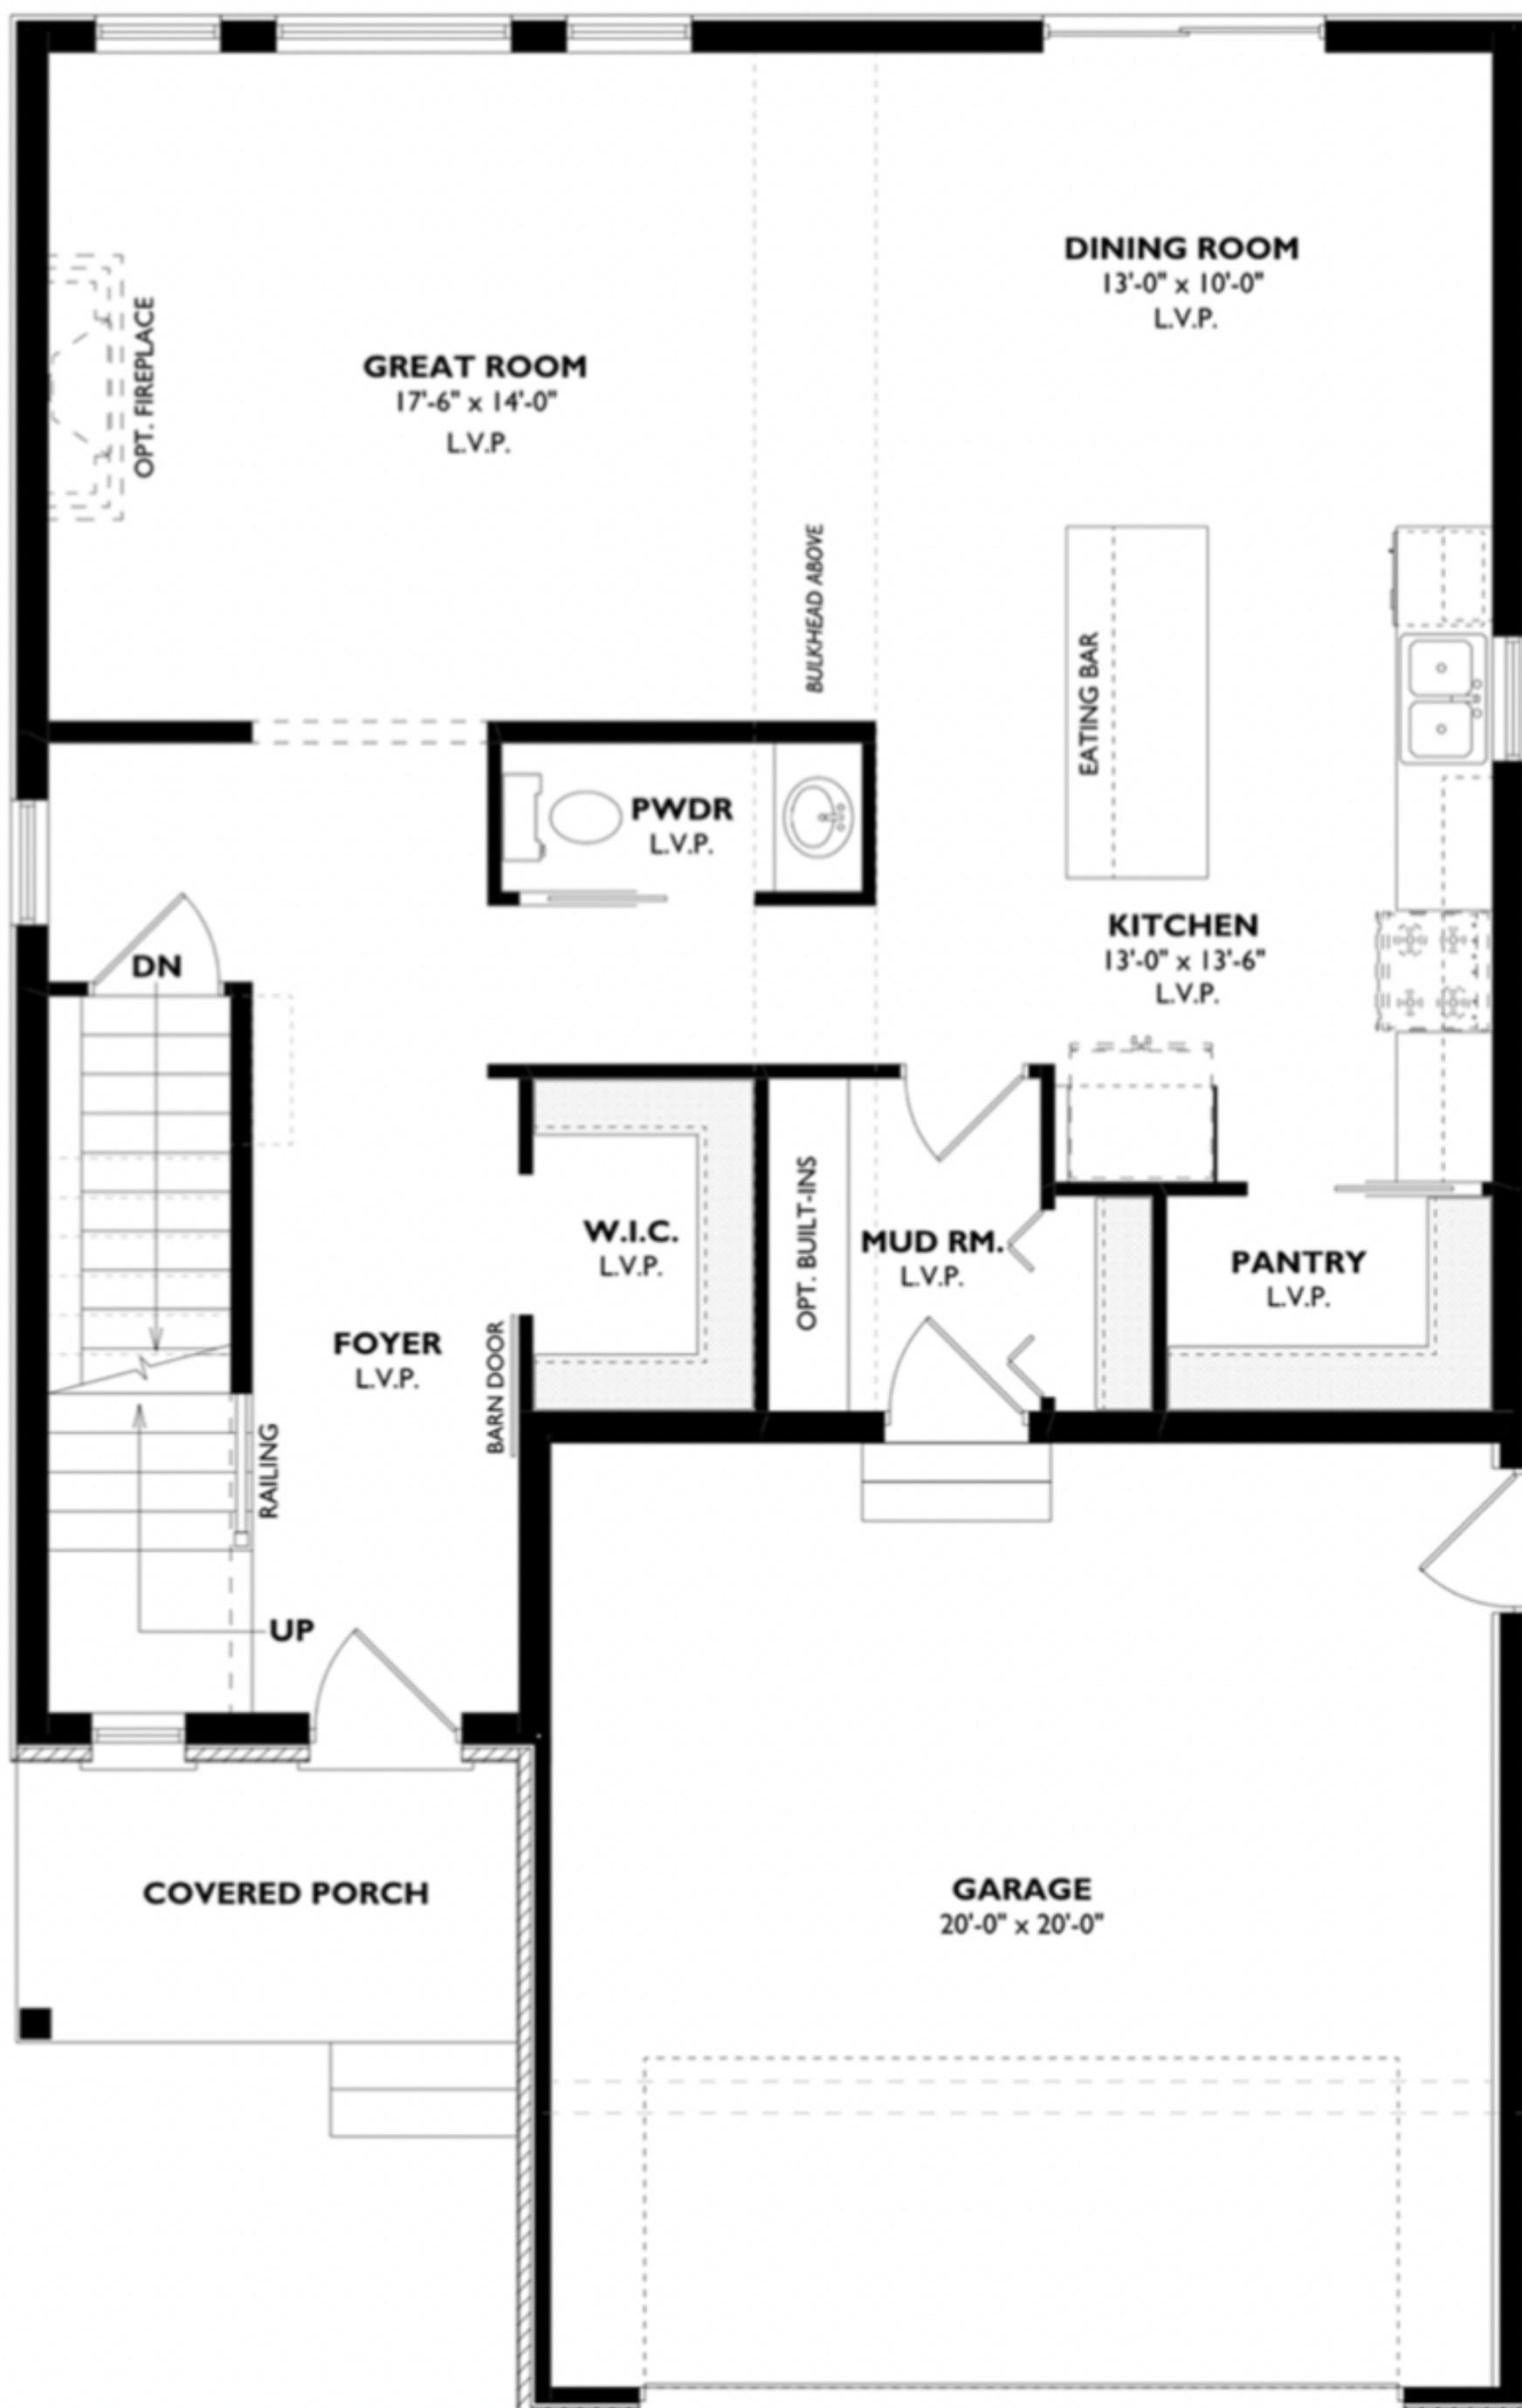 DINING ROOM
13'-0" x 10'-0"
L.V.P.
GREAT ROOM
17'-6" x 14'-0"
L.V.P.
OPT. FIREPLACE
BULKHEAD ABOVE
EATING BAR
PWDR
L.V.P.
KITCHEN
13'-0" x 13'-6"
L.V.P.
DN
W.I.C.
L.V.P.
OPT. BUILT-INS
MUD RM.
L.V.P.
PANTRY
L.V.P.
FOYER
L.V.P.
BARN DOOR
RAILING
UP
COVERED PORCH
GARAGE
20'-0" x 20'-0"